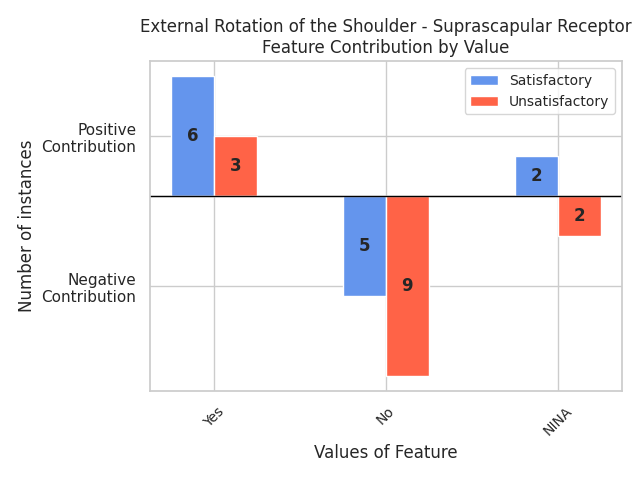 External Rotation of the Shoulder - Suprascapular Receptor
Feature Contribution by Value
Satisfactory
Unsatisfactory
Positive
Contribution
Negative
Contribution
Number of instances
6
3
5
9
2
2
Yes
No
NINA
Values of Feature